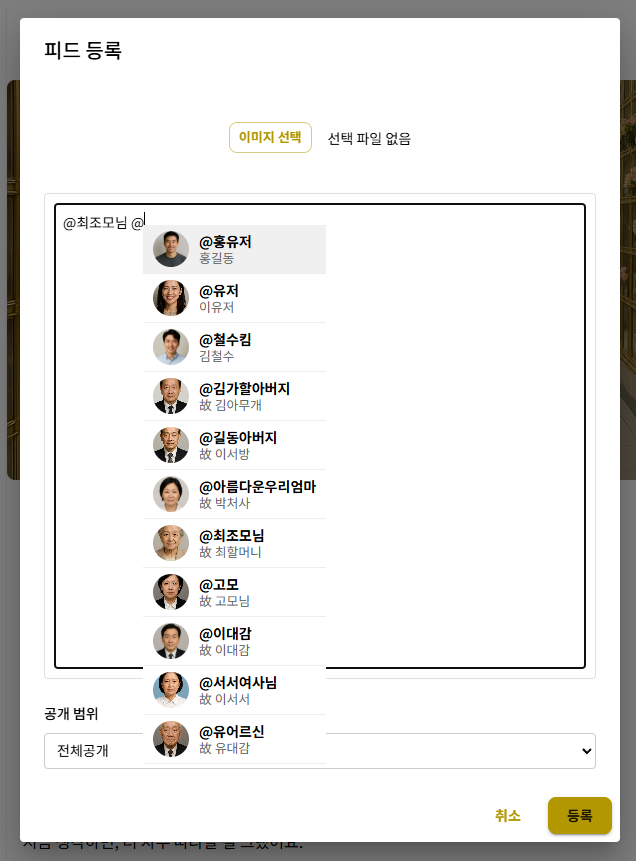 피드 등록
이미지 선택 선택 파일 없음
@최조모님 @
@홍유저
홍길동
@유저
이유저
@철수킴
김철수
@김가할아버지
故 김아무개
@길동아버지
故 이서방
@아름다운우리엄마
故 박처사
@최조모님
故 최할머니
@고모
故 고모님
@이대감
故 이대감
@서서여사님
故 이서서
@유어르신
故 유대감
공개 범위
전체공개
취소 등록